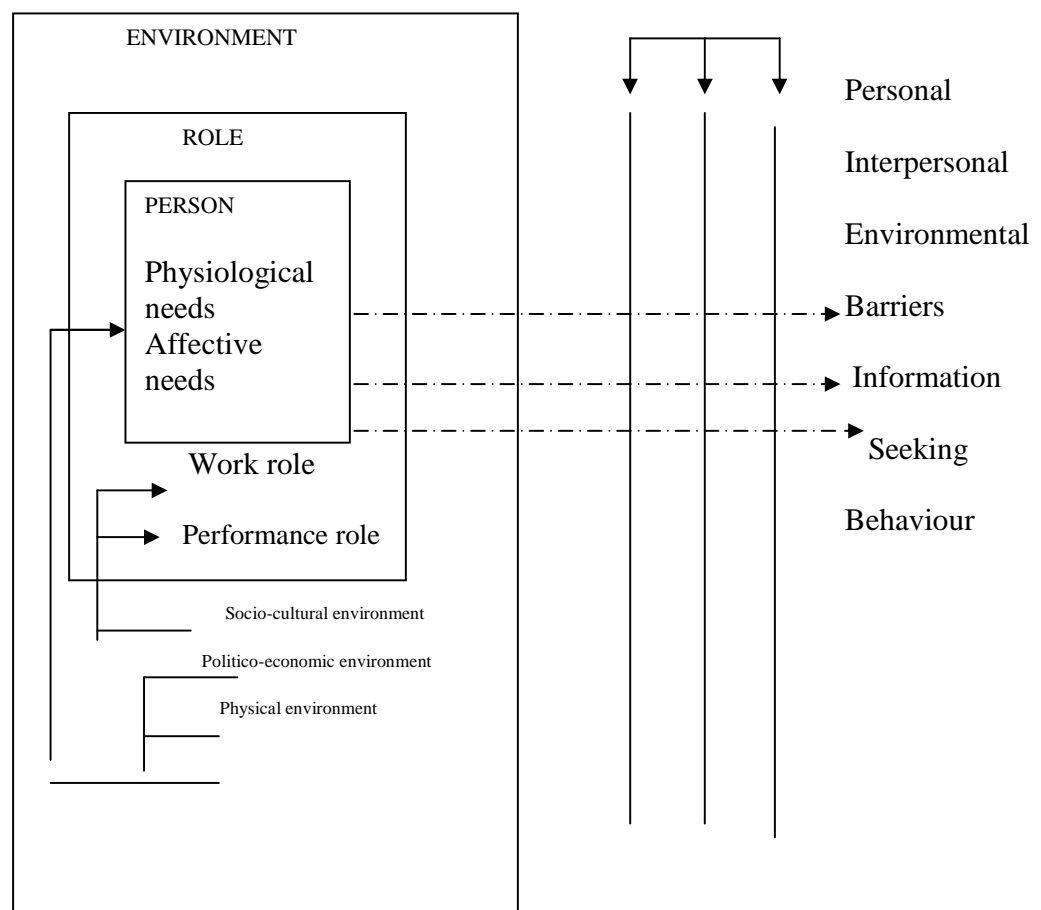 ENVIRONMENT
ROLE
PERSON
Physiological
needs
Affective
needs
Work role
Performance role
Socio-cultural environment
Politico-economic environment
Physical environment
Personal
Interpersonal
Environmental
Barriers
Information
Seeking
Behaviour